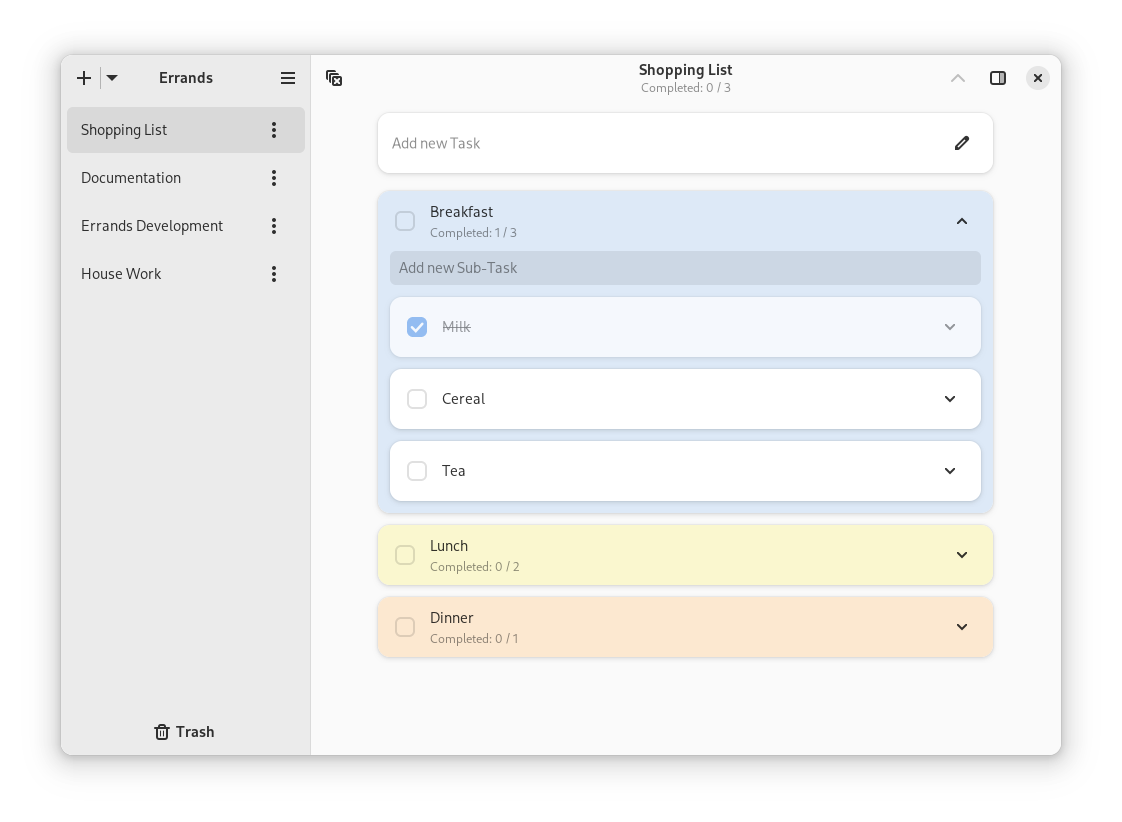 Errands
Shopping List
Documentation
Errands Development
House Work
Trash
Shopping List
Completed: 0 / 3
Add new Task
Breakfast
Completed: 1 / 3
Add new Sub-Task
Milk
Cereal
Tea
Lunch
Completed: 0 / 2
Dinner
Completed: 0 / 1